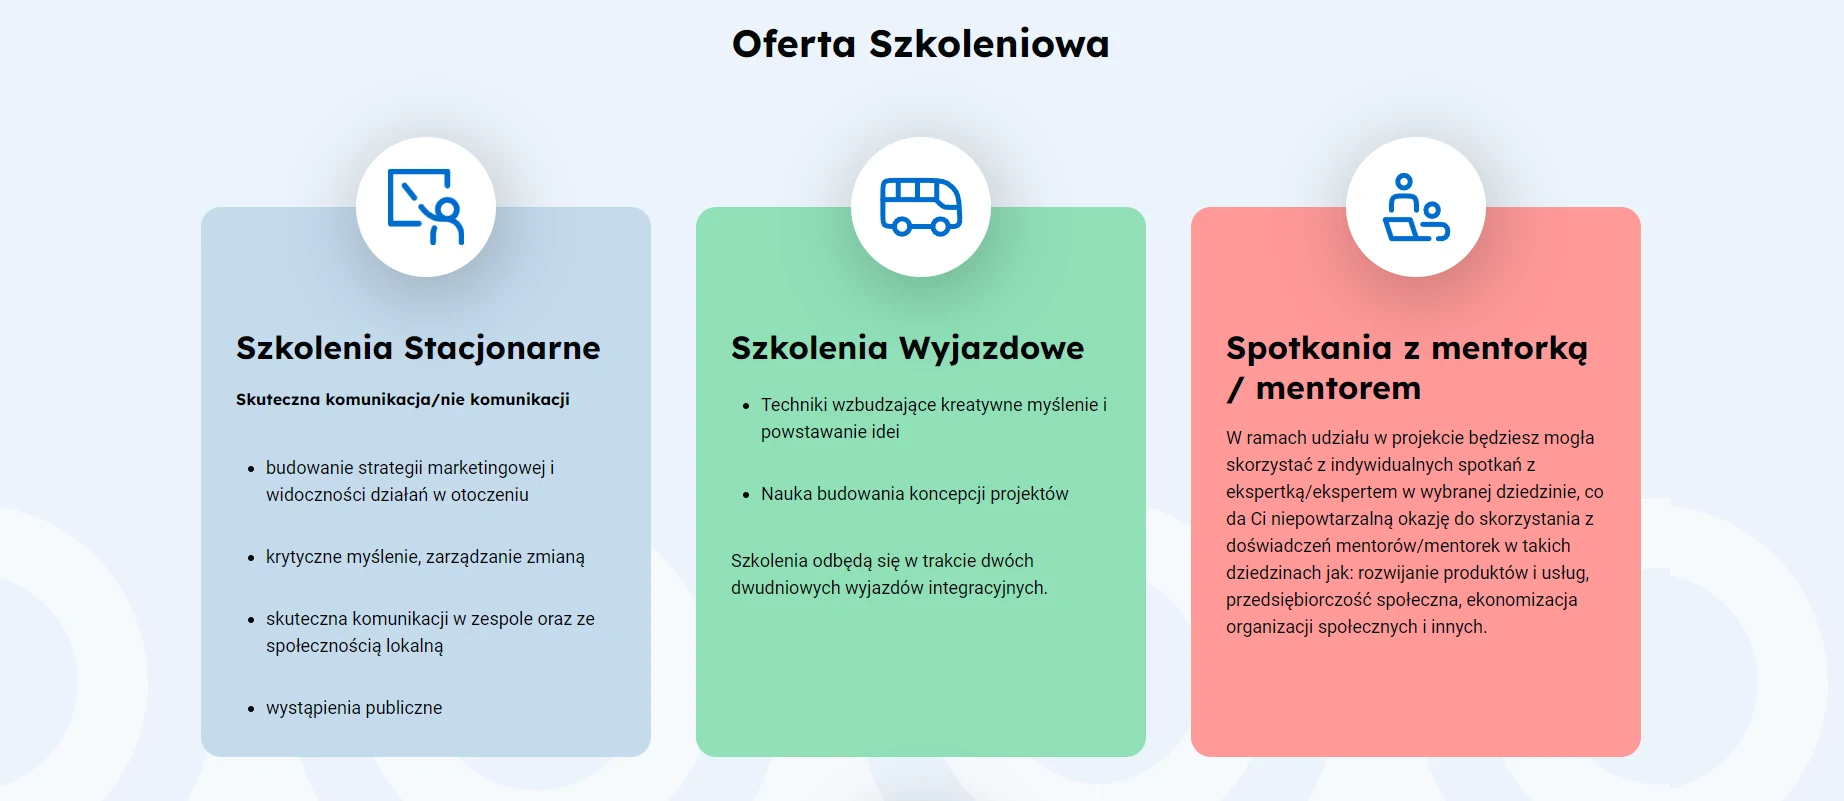 Oferta Szkoleniowa
Szkolenia Stacjonarne
Skuteczna komunikacja/nie komunikacji
budowanie strategii marketingowej i
widoczności działań w otoczeniu
krytyczne myślenie, zarządzanie zmianą
skuteczna komunikacji w zespole oraz ze
społecznością lokalną
wystąpienia publiczne
Szkolenia Wyjazdowe
Techniki wzbudzające kreatywne myślenie i
powstawanie idei
Nauka budowania koncepcji projektów
Szkolenia odbędą się w trakcie dwóch
dwudniowych wyjazdów integracyjnych.
Spotkania z mentorką
/ mentorem
W ramach udziału w projekcie będziesz mogła
skorzystać z indywidualnych spotkań z
ekspertką/ekspertem w wybranej dziedzinie, co
da Ci niepowtarzalną okazję do skorzystania z
doświadczeń mentorów/mentorek w takich
dziedzinach jak: rozwijanie produktów i usług,
przedsiębiorczość społeczna, ekonomizacja
organizacji społecznych i innych.